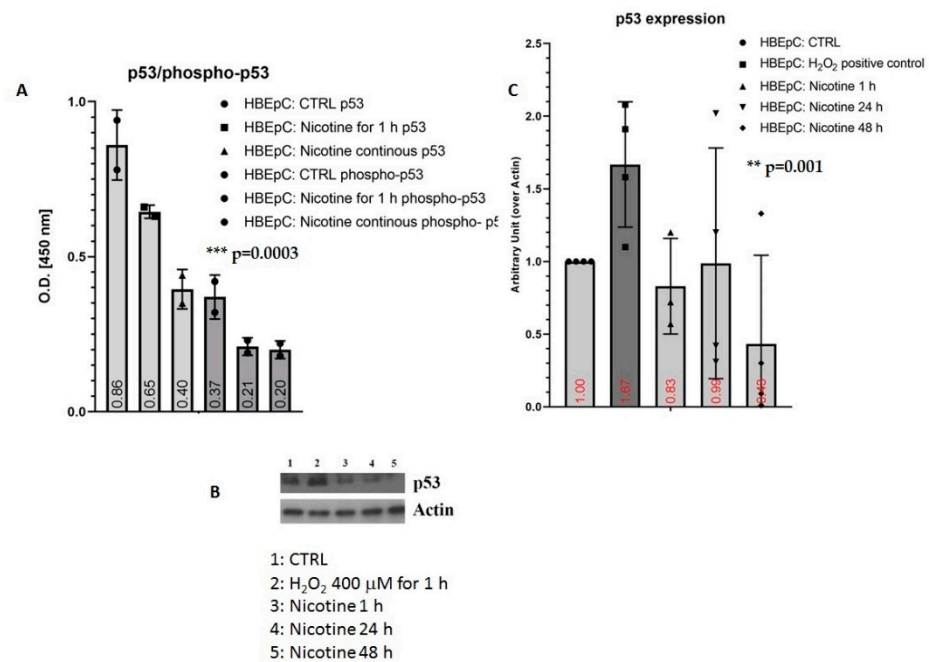 A
p53/phospho-p53
1.0
0.5
0.0
O.D. [450 nm]
HBEpC: CTRL p53
HBEpC: Nicotine for 1 h p53
HBEpC: Nicotine continous p53
HBEpC: CTRL phospho-p53
HBEpC: Nicotine for 1 h phospho-p53
HBEpC: Nicotine continous phospho- p5
*** p=0.0003
0.86
0.65
0.40
0.37
0.21
0.20
C
p53 expression
2.5
2.0
1.5
1.0
0.5
0.0
Arbitrary Unit (over Actin)
HBEpC: CTRL
HBEpC: H₂O₂ positive control
HBEpC: Nicotine 1 h
HBEpC: Nicotine 24 h
HBEpC: Nicotine 48 h
** p=0.001
1.00
1.67
0.83
0.99
0.43
B
1 2 3 4 5
p53
Actin
1: CTRL
2: H₂O₂ 400 μM for 1 h
3: Nicotine 1 h
4: Nicotine 24 h
5: Nicotine 48 h